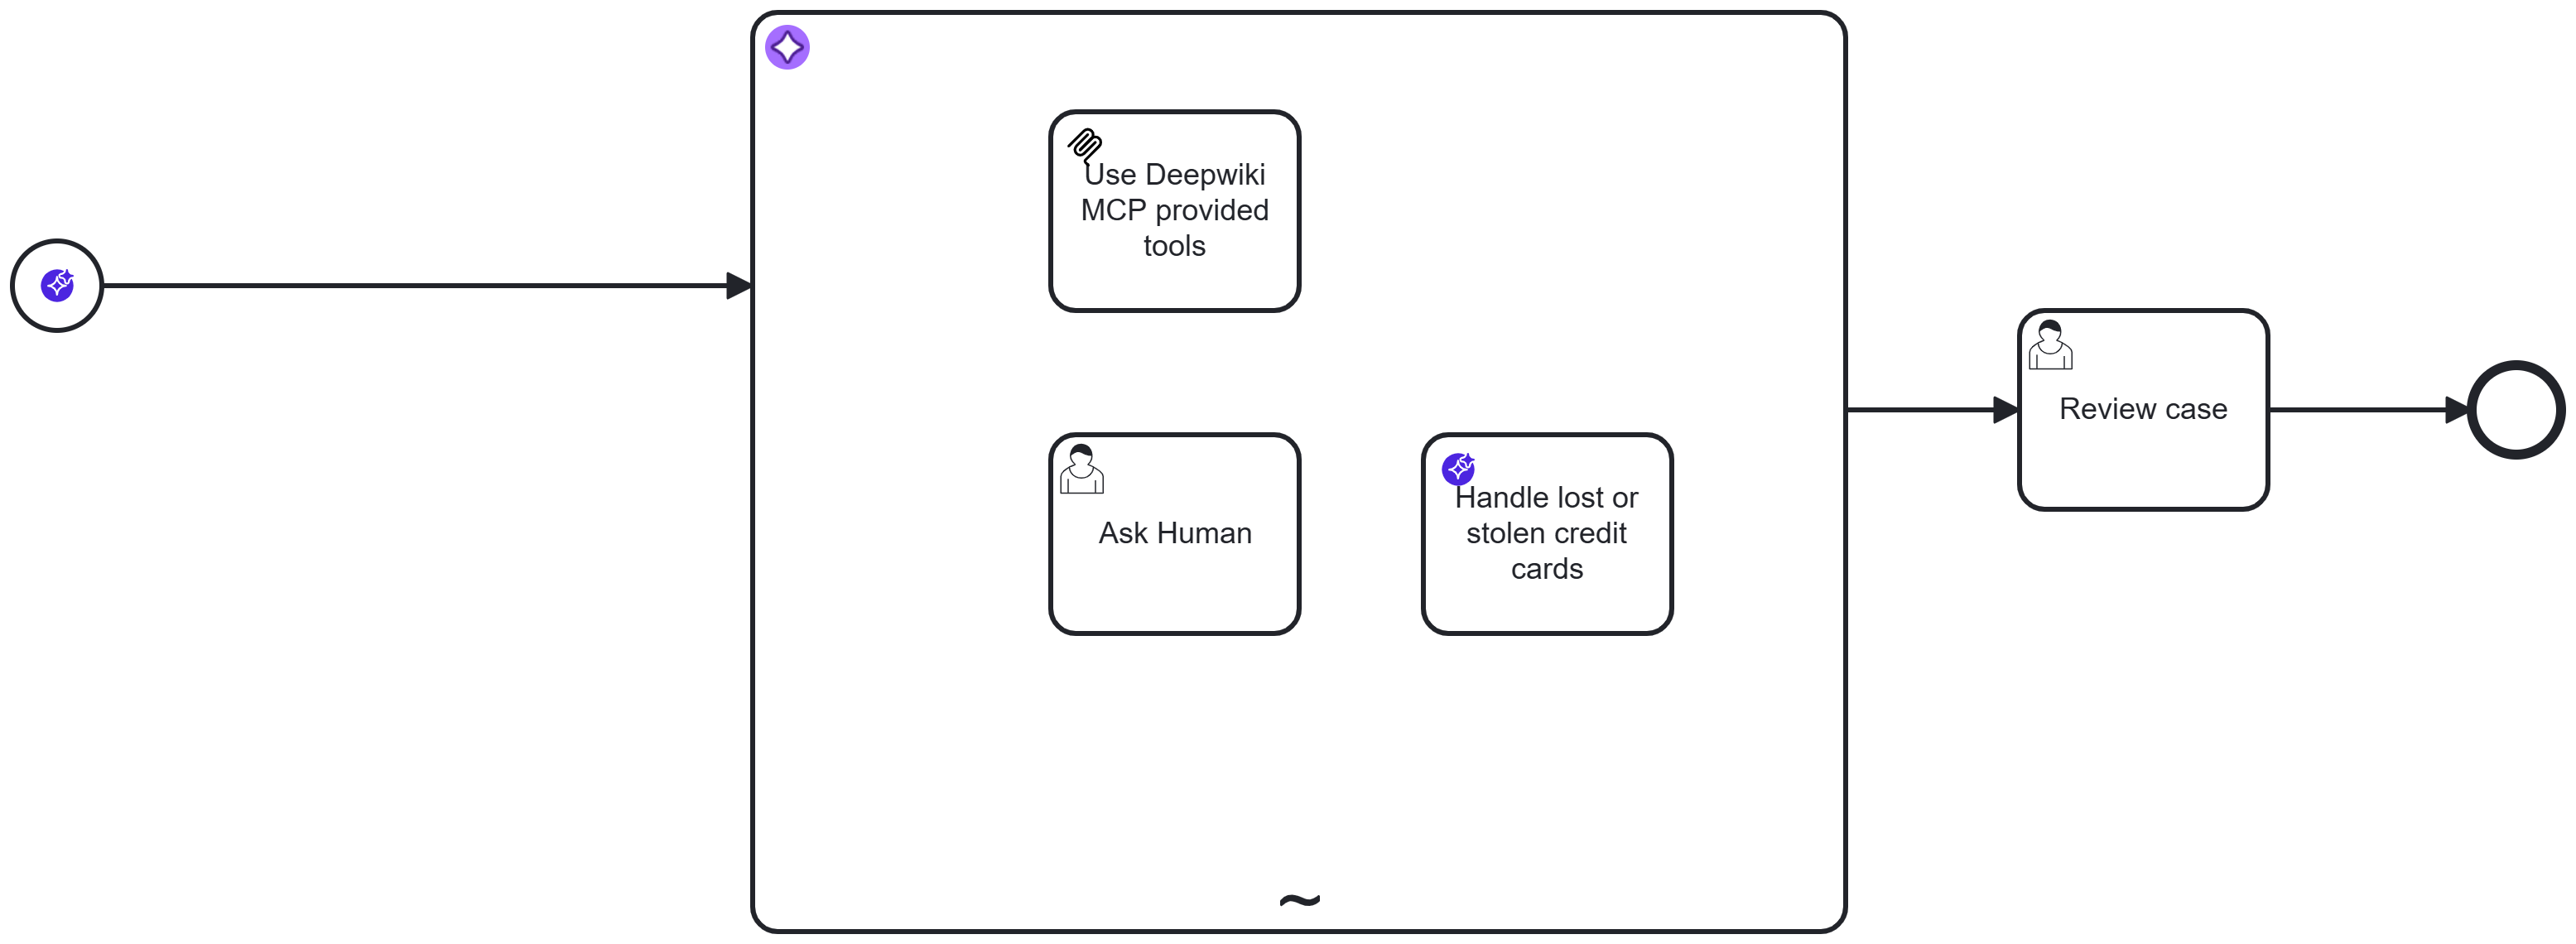 Use Deepwiki
MCP provided
tools
Ask Human
Handle lost or
stolen credit
cards
Review case